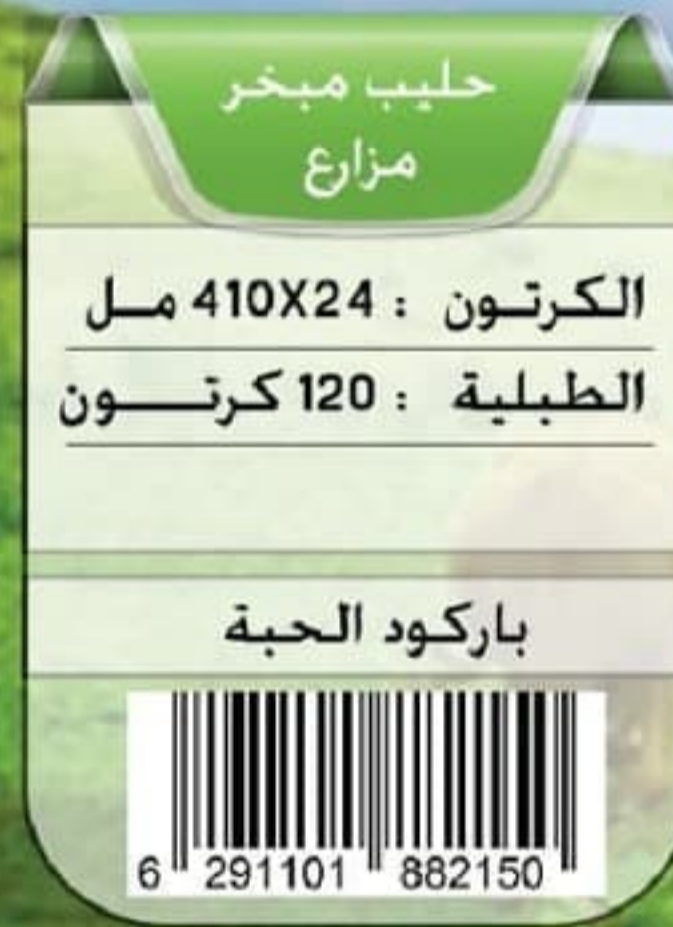 حليب مبخر
مزارع
الكرتون : 410X24 مل
الطبلية : 120 كرتون
باركود الحبة
6 291101 882150